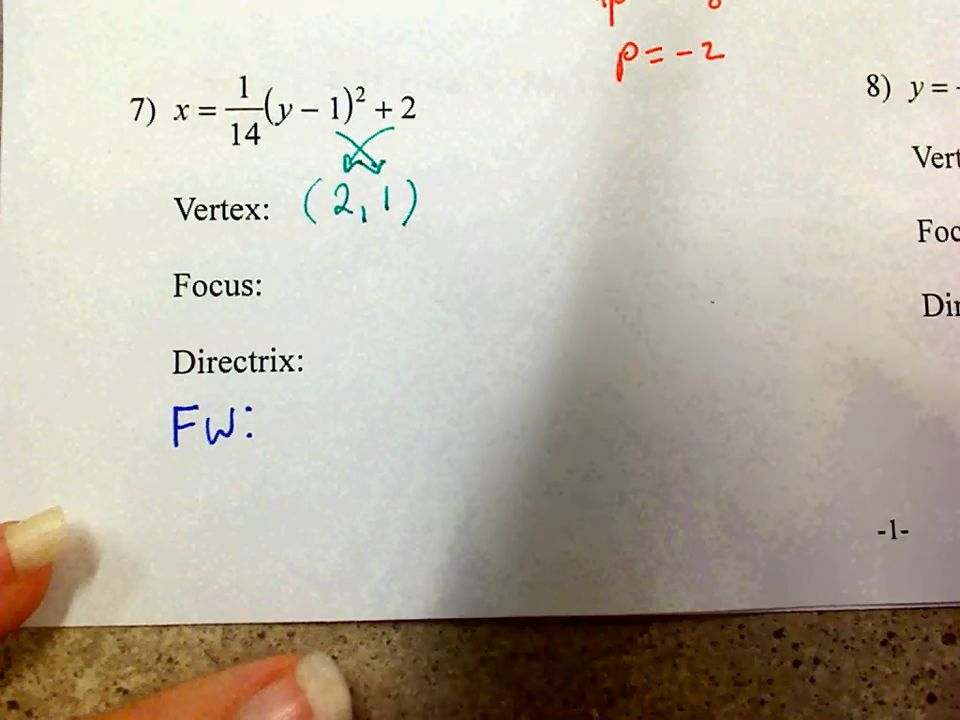 p = -2
7) x = 1/14 (y − 1)² + 2
8) y = -
Vertex: (2, 1)
Vert
Focus:
Foc
Directrix:
Dir
FW:
-1-